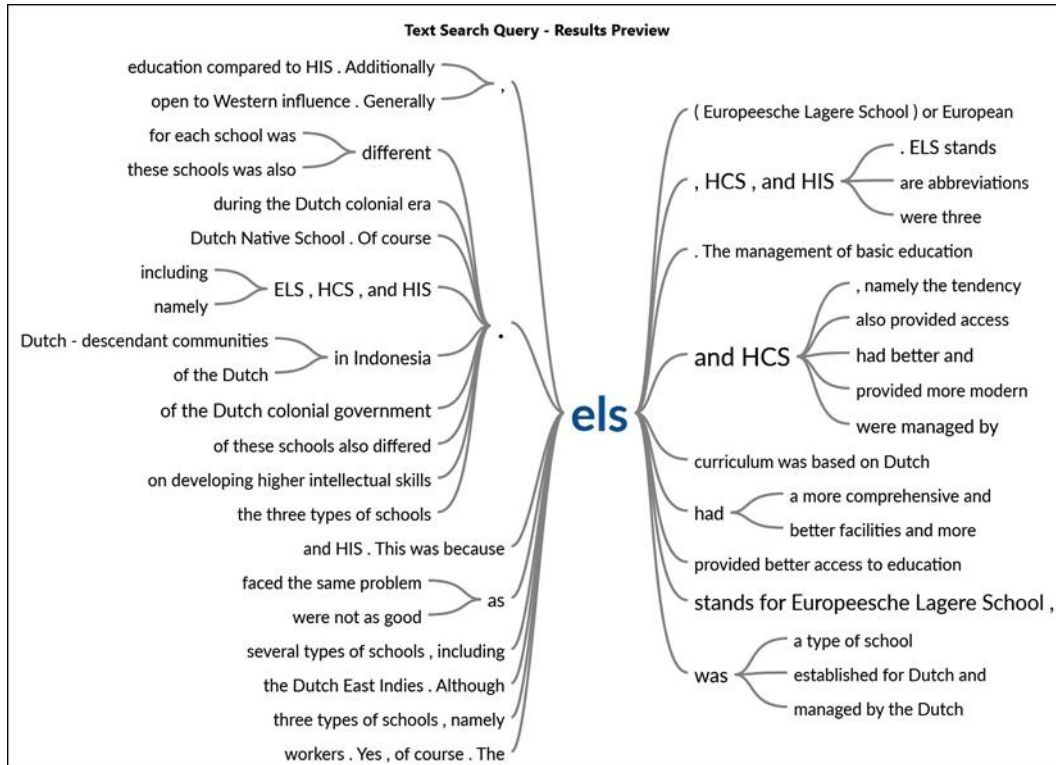 Text Search Query - Results Preview
education compared to HIS . Additionally
open to Western influence . Generally
,
for each school was
these schools was also
different
during the Dutch colonial era
Dutch Native School . Of course
including
namely
ELS , HCS , and HIS
Dutch - descendant communities
of the Dutch
in Indonesia
of the Dutch colonial government
of these schools also differed
on developing higher intellectual skills
the three types of schools
.
and HIS . This was because
faced the same problem
were not as good
as
several types of schools , including
the Dutch East Indies . Although
three types of schools , namely
workers . Yes , of course . The
els
( Europeesche Lagere School ) or European
, HCS , and HIS
. ELS stands
are abbreviations
were three
. The management of basic education
and HCS
, namely the tendency
also provided access
had better and
provided more modern
were managed by
curriculum was based on Dutch
had
a more comprehensive and
better facilities and more
provided better access to education
stands for Europeesche Lagere School ,
was
a type of school
established for Dutch and
managed by the Dutch